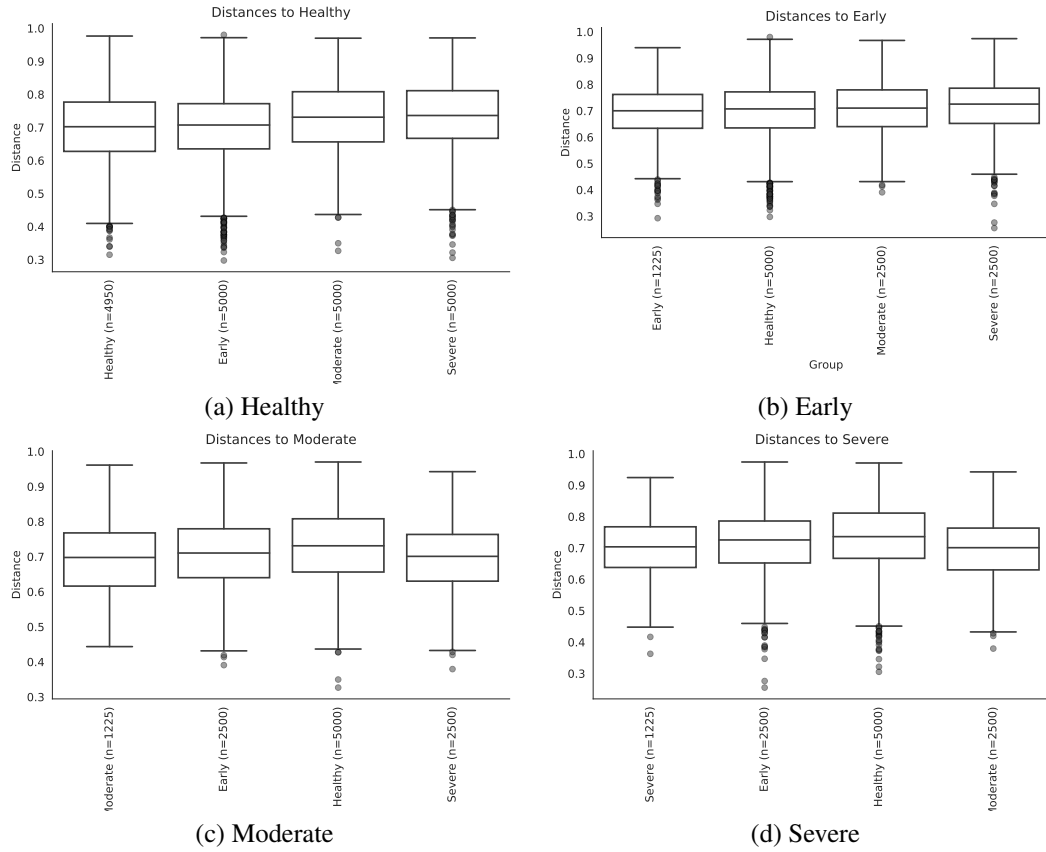 Distances to Healthy
1.0
0.9
0.8
0.7
0.6
0.5
0.4
0.3
Distance
Healthy (n=4950)
Early (n=5000)
Moderate (n=5000)
Severe (n=5000)
(a) Healthy
Distances to Early
1.0
0.9
0.8
0.7
0.6
0.5
0.4
0.3
Distance
Early (n=1225)
Healthy (n=5000)
Moderate (n=2500)
Severe (n=2500)
Group
(b) Early
Distances to Moderate
1.0
0.9
0.8
0.7
0.6
0.5
0.4
0.3
Distance
Moderate (n=1225)
Early (n=2500)
Healthy (n=5000)
Severe (n=2500)
(c) Moderate
Distances to Severe
1.0
0.9
0.8
0.7
0.6
0.5
0.4
0.3
Distance
Severe (n=1225)
Early (n=2500)
Healthy (n=5000)
Moderate (n=2500)
(d) Severe